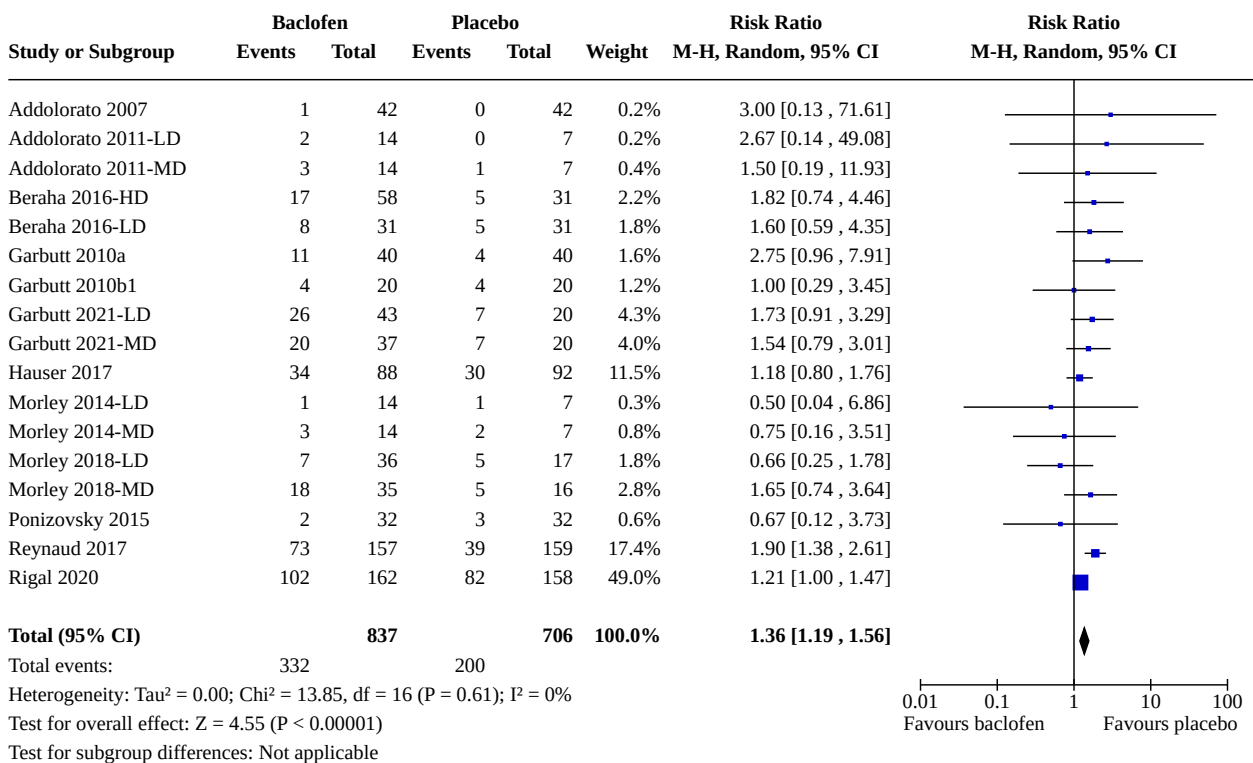 Baclofen Placebo Risk Ratio Risk Ratio
Study or Subgroup Events Total Events Total Weight M-H, Random, 95% CI M-H, Random, 95% CI
Addolorato 2007 1 42 0 42 0.2% 3.00 [0.13 , 71.61]
Addolorato 2011-LD 2 14 0 7 0.2% 2.67 [0.14 , 49.08]
Addolorato 2011-MD 3 14 1 7 0.4% 1.50 [0.19 , 11.93]
Beraha 2016-HD 17 58 5 31 2.2% 1.82 [0.74 , 4.46]
Beraha 2016-LD 8 31 5 31 1.8% 1.60 [0.59 , 4.35]
Garbutt 2010a 11 40 4 40 1.6% 2.75 [0.96 , 7.91]
Garbutt 2010b1 4 20 4 20 1.2% 1.00 [0.29 , 3.45]
Garbutt 2021-LD 26 43 7 20 4.3% 1.73 [0.91 , 3.29]
Garbutt 2021-MD 20 37 7 20 4.0% 1.54 [0.79 , 3.01]
Hauser 2017 34 88 30 92 11.5% 1.18 [0.80 , 1.76]
Morley 2014-LD 1 14 1 7 0.3% 0.50 [0.04 , 6.86]
Morley 2014-MD 3 14 2 7 0.8% 0.75 [0.16 , 3.51]
Morley 2018-LD 7 36 5 17 1.8% 0.66 [0.25 , 1.78]
Morley 2018-MD 18 35 5 16 2.8% 1.65 [0.74 , 3.64]
Ponizovsky 2015 2 32 3 32 0.6% 0.67 [0.12 , 3.73]
Reynaud 2017 73 157 39 159 17.4% 1.90 [1.38 , 2.61]
Rigal 2020 102 162 82 158 49.0% 1.21 [1.00 , 1.47]
Total (95% CI) 837 706 100.0% 1.36 [1.19 , 1.56]
Total events: 332 200
Heterogeneity: Tau² = 0.00; Chi² = 13.85, df = 16 (P = 0.61); I² = 0%
Test for overall effect: Z = 4.55 (P < 0.00001)
Test for subgroup differences: Not applicable
0.01 0.1 1 10 100
Favours baclofen Favours placebo